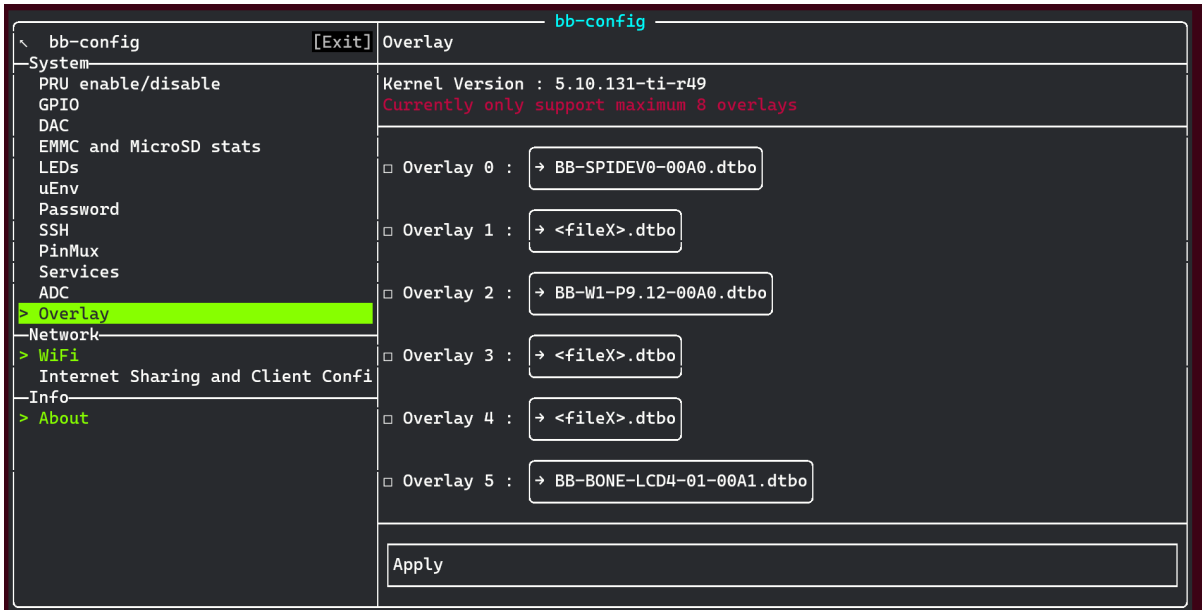 bb-config
↖ bb-config [Exit]
System
PRU enable/disable
GPIO
DAC
EMMC and MicroSD stats
LEDs
uEnv
Password
SSH
PinMux
Services
ADC
> Overlay
Network
> WiFi
Internet Sharing and Client Confi
Info
> About
Overlay
Kernel Version : 5.10.131-ti-r49
Currently only support maximum 8 overlays
□ Overlay 0 : → BB-SPIDEV0-00A0.dtbo
□ Overlay 1 : → <fileX>.dtbo
□ Overlay 2 : → BB-W1-P9.12-00A0.dtbo
□ Overlay 3 : → <fileX>.dtbo
□ Overlay 4 : → <fileX>.dtbo
□ Overlay 5 : → BB-BONE-LCD4-01-00A1.dtbo
Apply